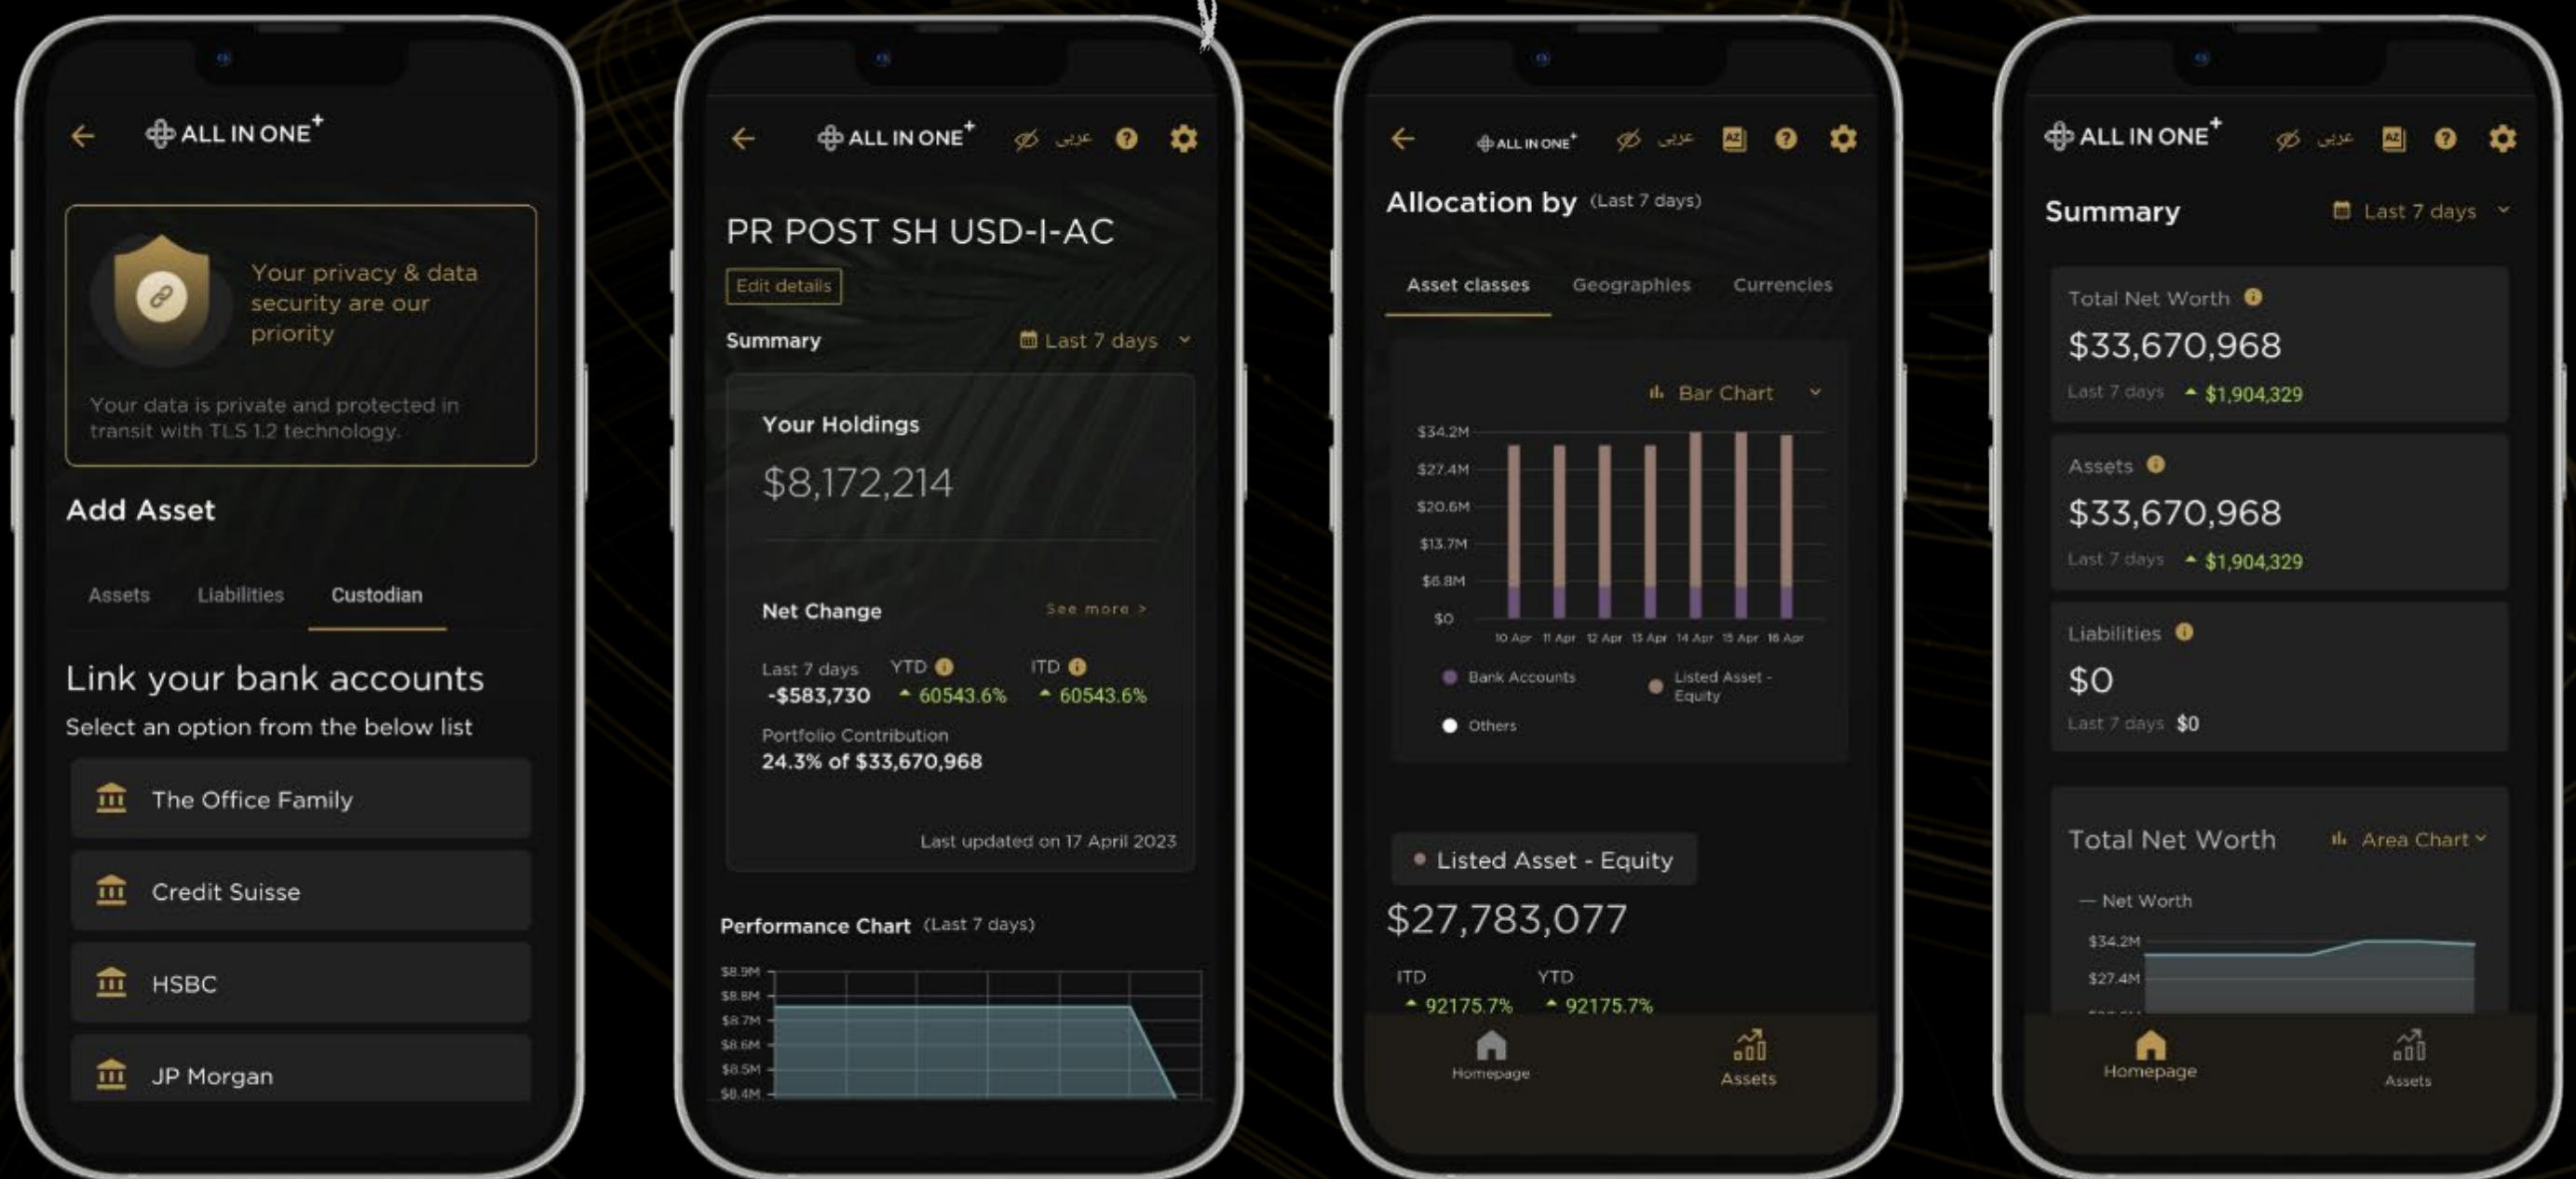 ALL IN ONE+
Your privacy & data
security are our
priority
Your data is private and protected in
transit with TLS 1.2 technology.
Add Asset
Assets Liabilities Custodian
Link your bank accounts
Select an option from the below list
The Office Family
Credit Suisse
HSBC
JP Morgan
ALL IN ONE+ عربي ?
PR POST SH USD-I-AC
Edit details
Summary Last 7 days
Your Holdings
$8,172,214
Net Change See more >
Last 7 days YTD ITD
-$583,730 60543.6% 60543.6%
Portfolio Contribution
24.3% of $33,670,968
Last updated on 17 April 2023
Performance Chart (Last 7 days)
$8.9M
$8.8M
$8.7M
$8.6M
$8.5M
$8.4M
ALL IN ONE+ عربي AZ ?
Allocation by (Last 7 days)
Asset classes Geographies Currencies
Bar Chart
$34.2M
$27.4M
$20.6M
$13.7M
$6.8M
$0
10 Apr 11 Apr 12 Apr 13 Apr 14 Apr 15 Apr 16 Apr
Bank Accounts Listed Asset -
Equity
Others
Listed Asset - Equity
$27,783,077
ITD YTD
92175.7% 92175.7%
Homepage Assets
ALL IN ONE+ عربي AZ ?
Summary Last 7 days
Total Net Worth
$33,670,968
Last 7 days $1,904,329
Assets
$33,670,968
Last 7 days $1,904,329
Liabilities
$0
Last 7 days $0
Total Net Worth Area Chart
— Net Worth
$34.2M
$27.4M
Homepage Assets